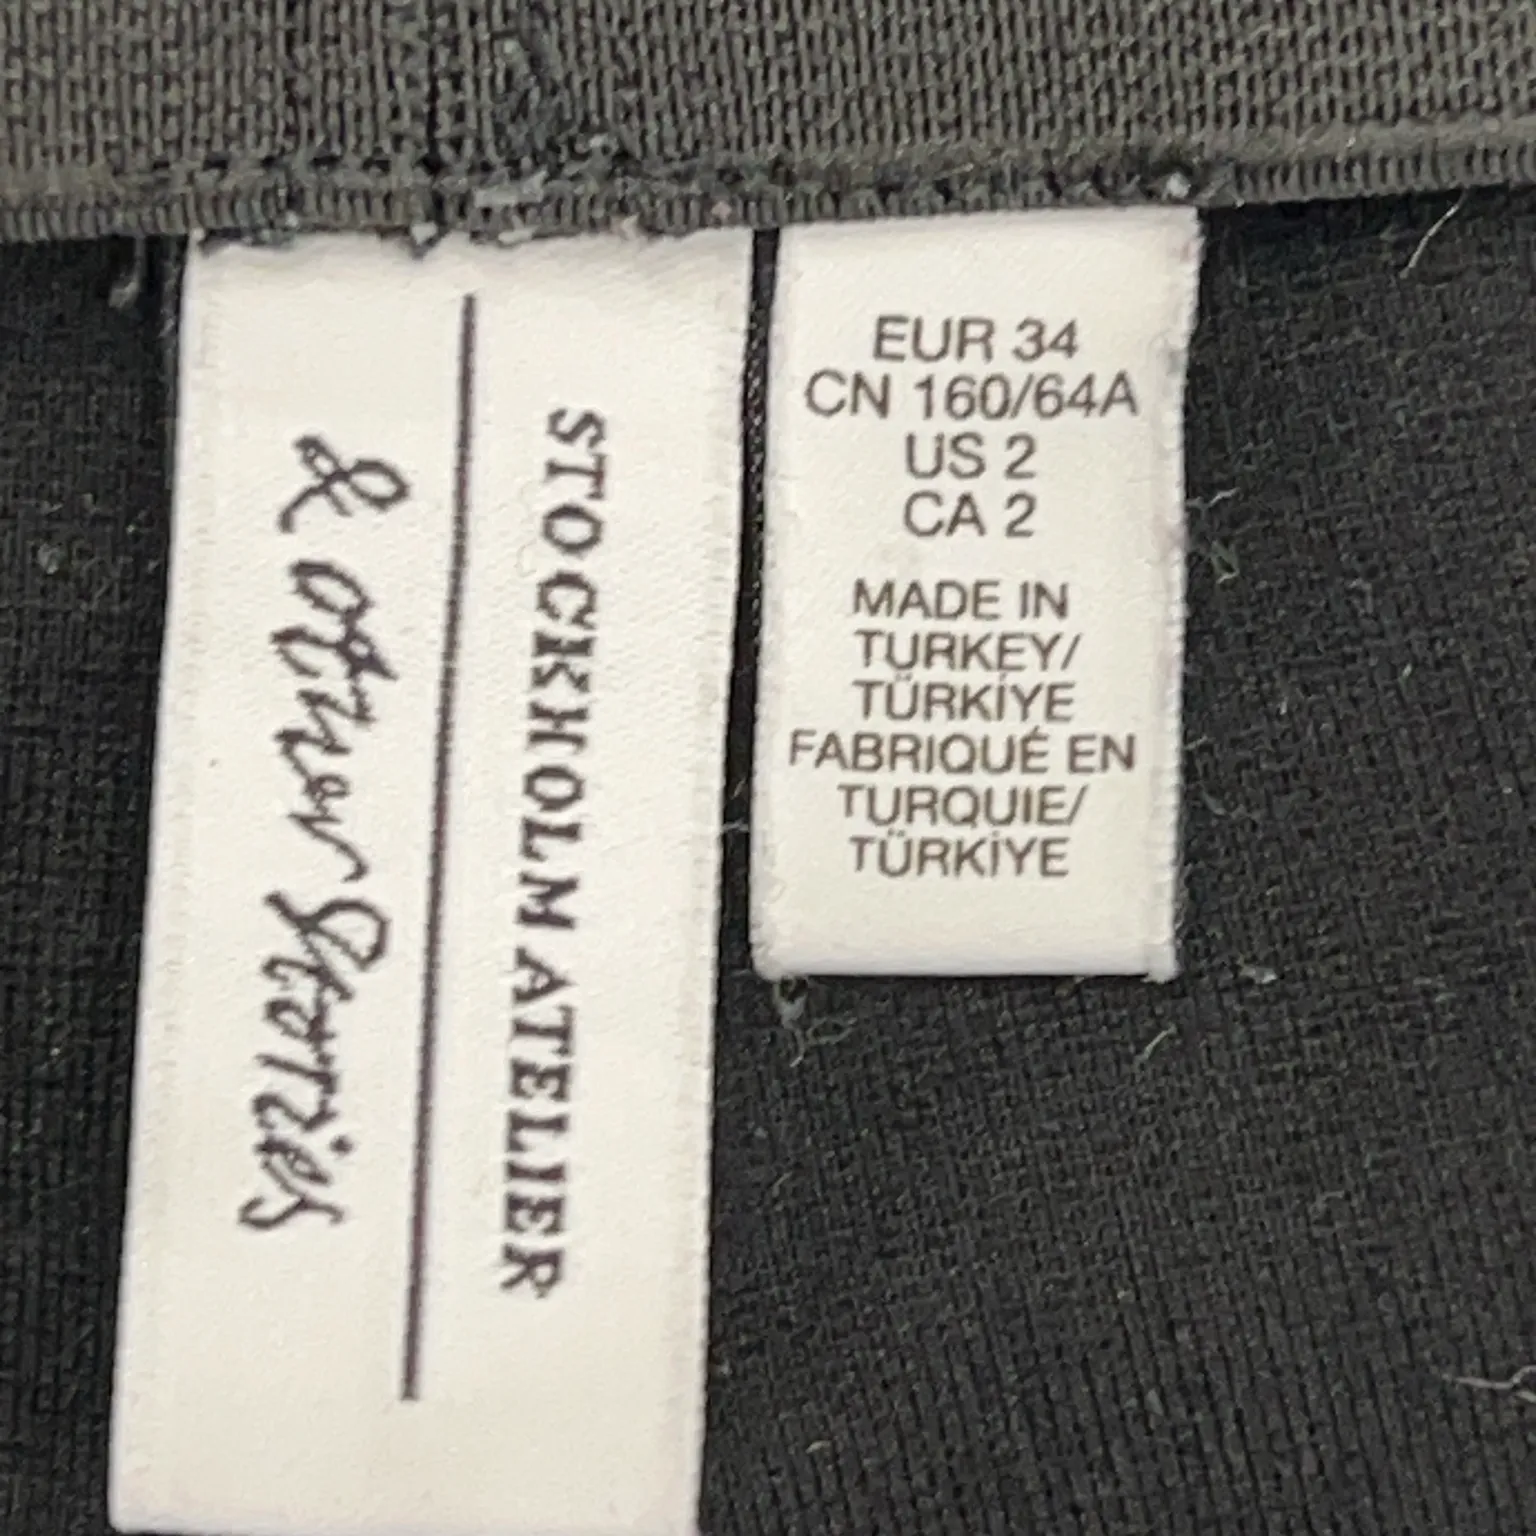 STOCKHOLM ATELIER
& other Stories
EUR 34
CN 160/64A
US 2
CA 2
MADE IN
TURKEY/
TÜRKİYE
FABRIQUÉ EN
TURQUIE/
TÜRKİYE